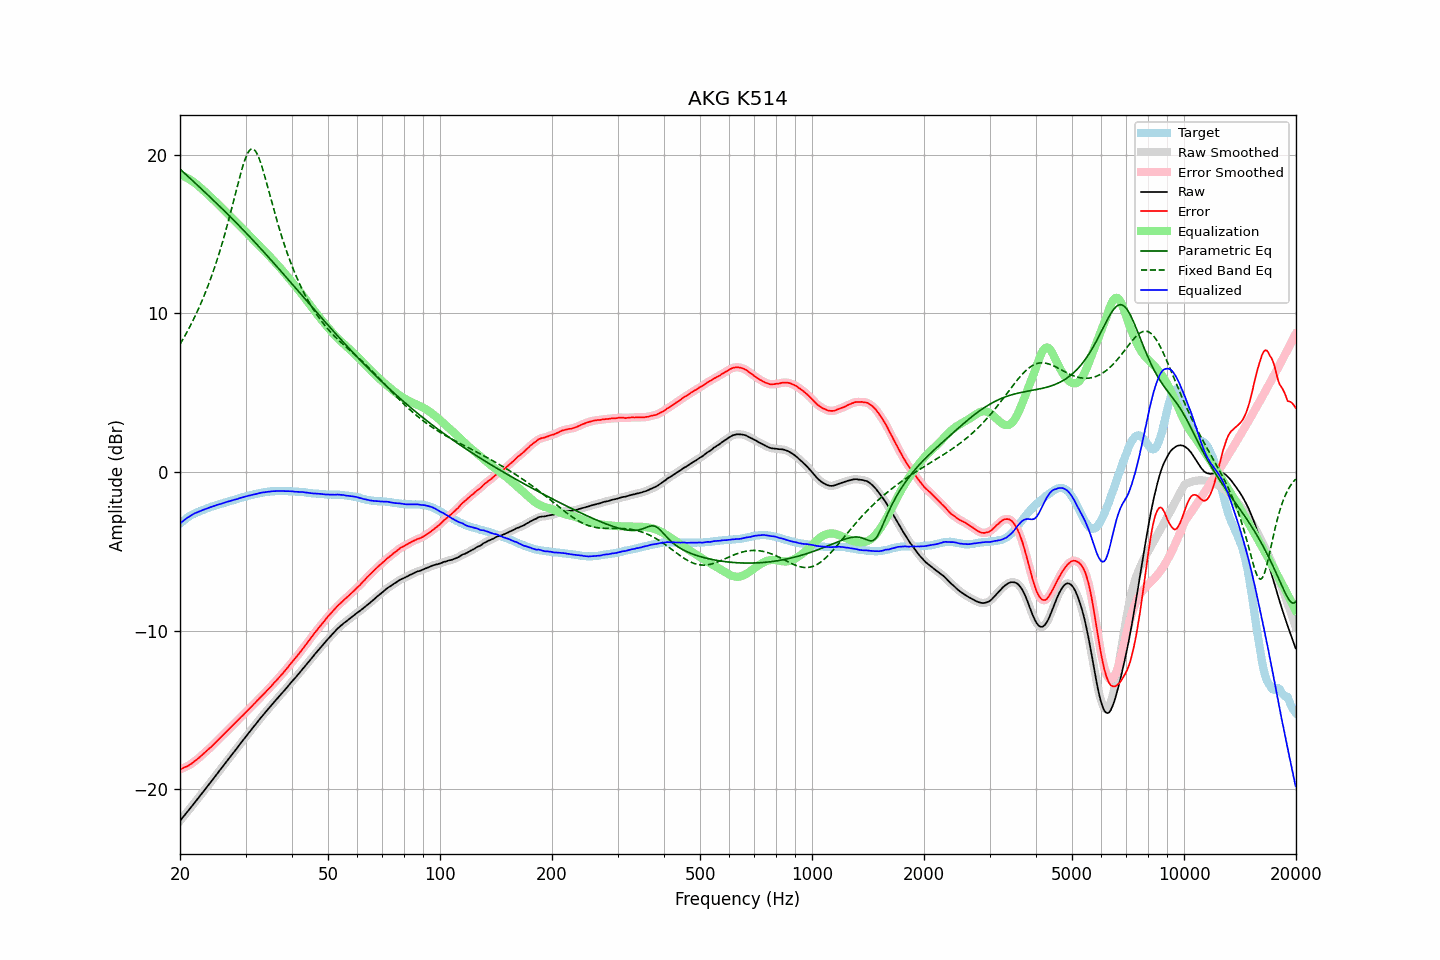 AKG K514
Amplitude (dBr)
20
10
0
−10
−20
Target
Raw Smoothed
Error Smoothed
Raw
Error
Equalization
Parametric Eq
Fixed Band Eq
Equalized
20 50 100 200 500 1000 2000 5000 10000 20000
Frequency (Hz)